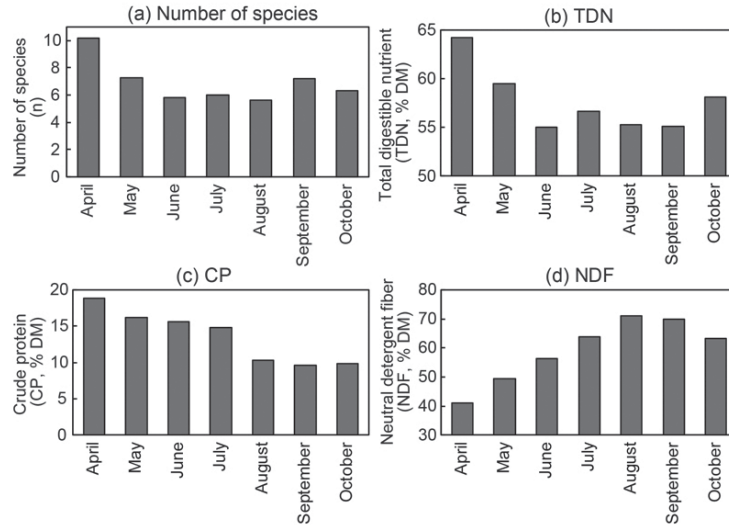 (a) Number of species
Number of species
(n)
10
8
6
4
2
0
April
May
June
July
August
September
October
(b) TDN
Total digestible nutrient
(TDN, % DM)
65
60
55
50
April
May
June
July
August
September
October
(c) CP
Crude protein
(CP, % DM)
20
15
10
5
0
April
May
June
July
August
September
October
(d) NDF
Neutral detergent fiber
(NDF, % DM)
80
70
60
50
40
30
April
May
June
July
August
September
October